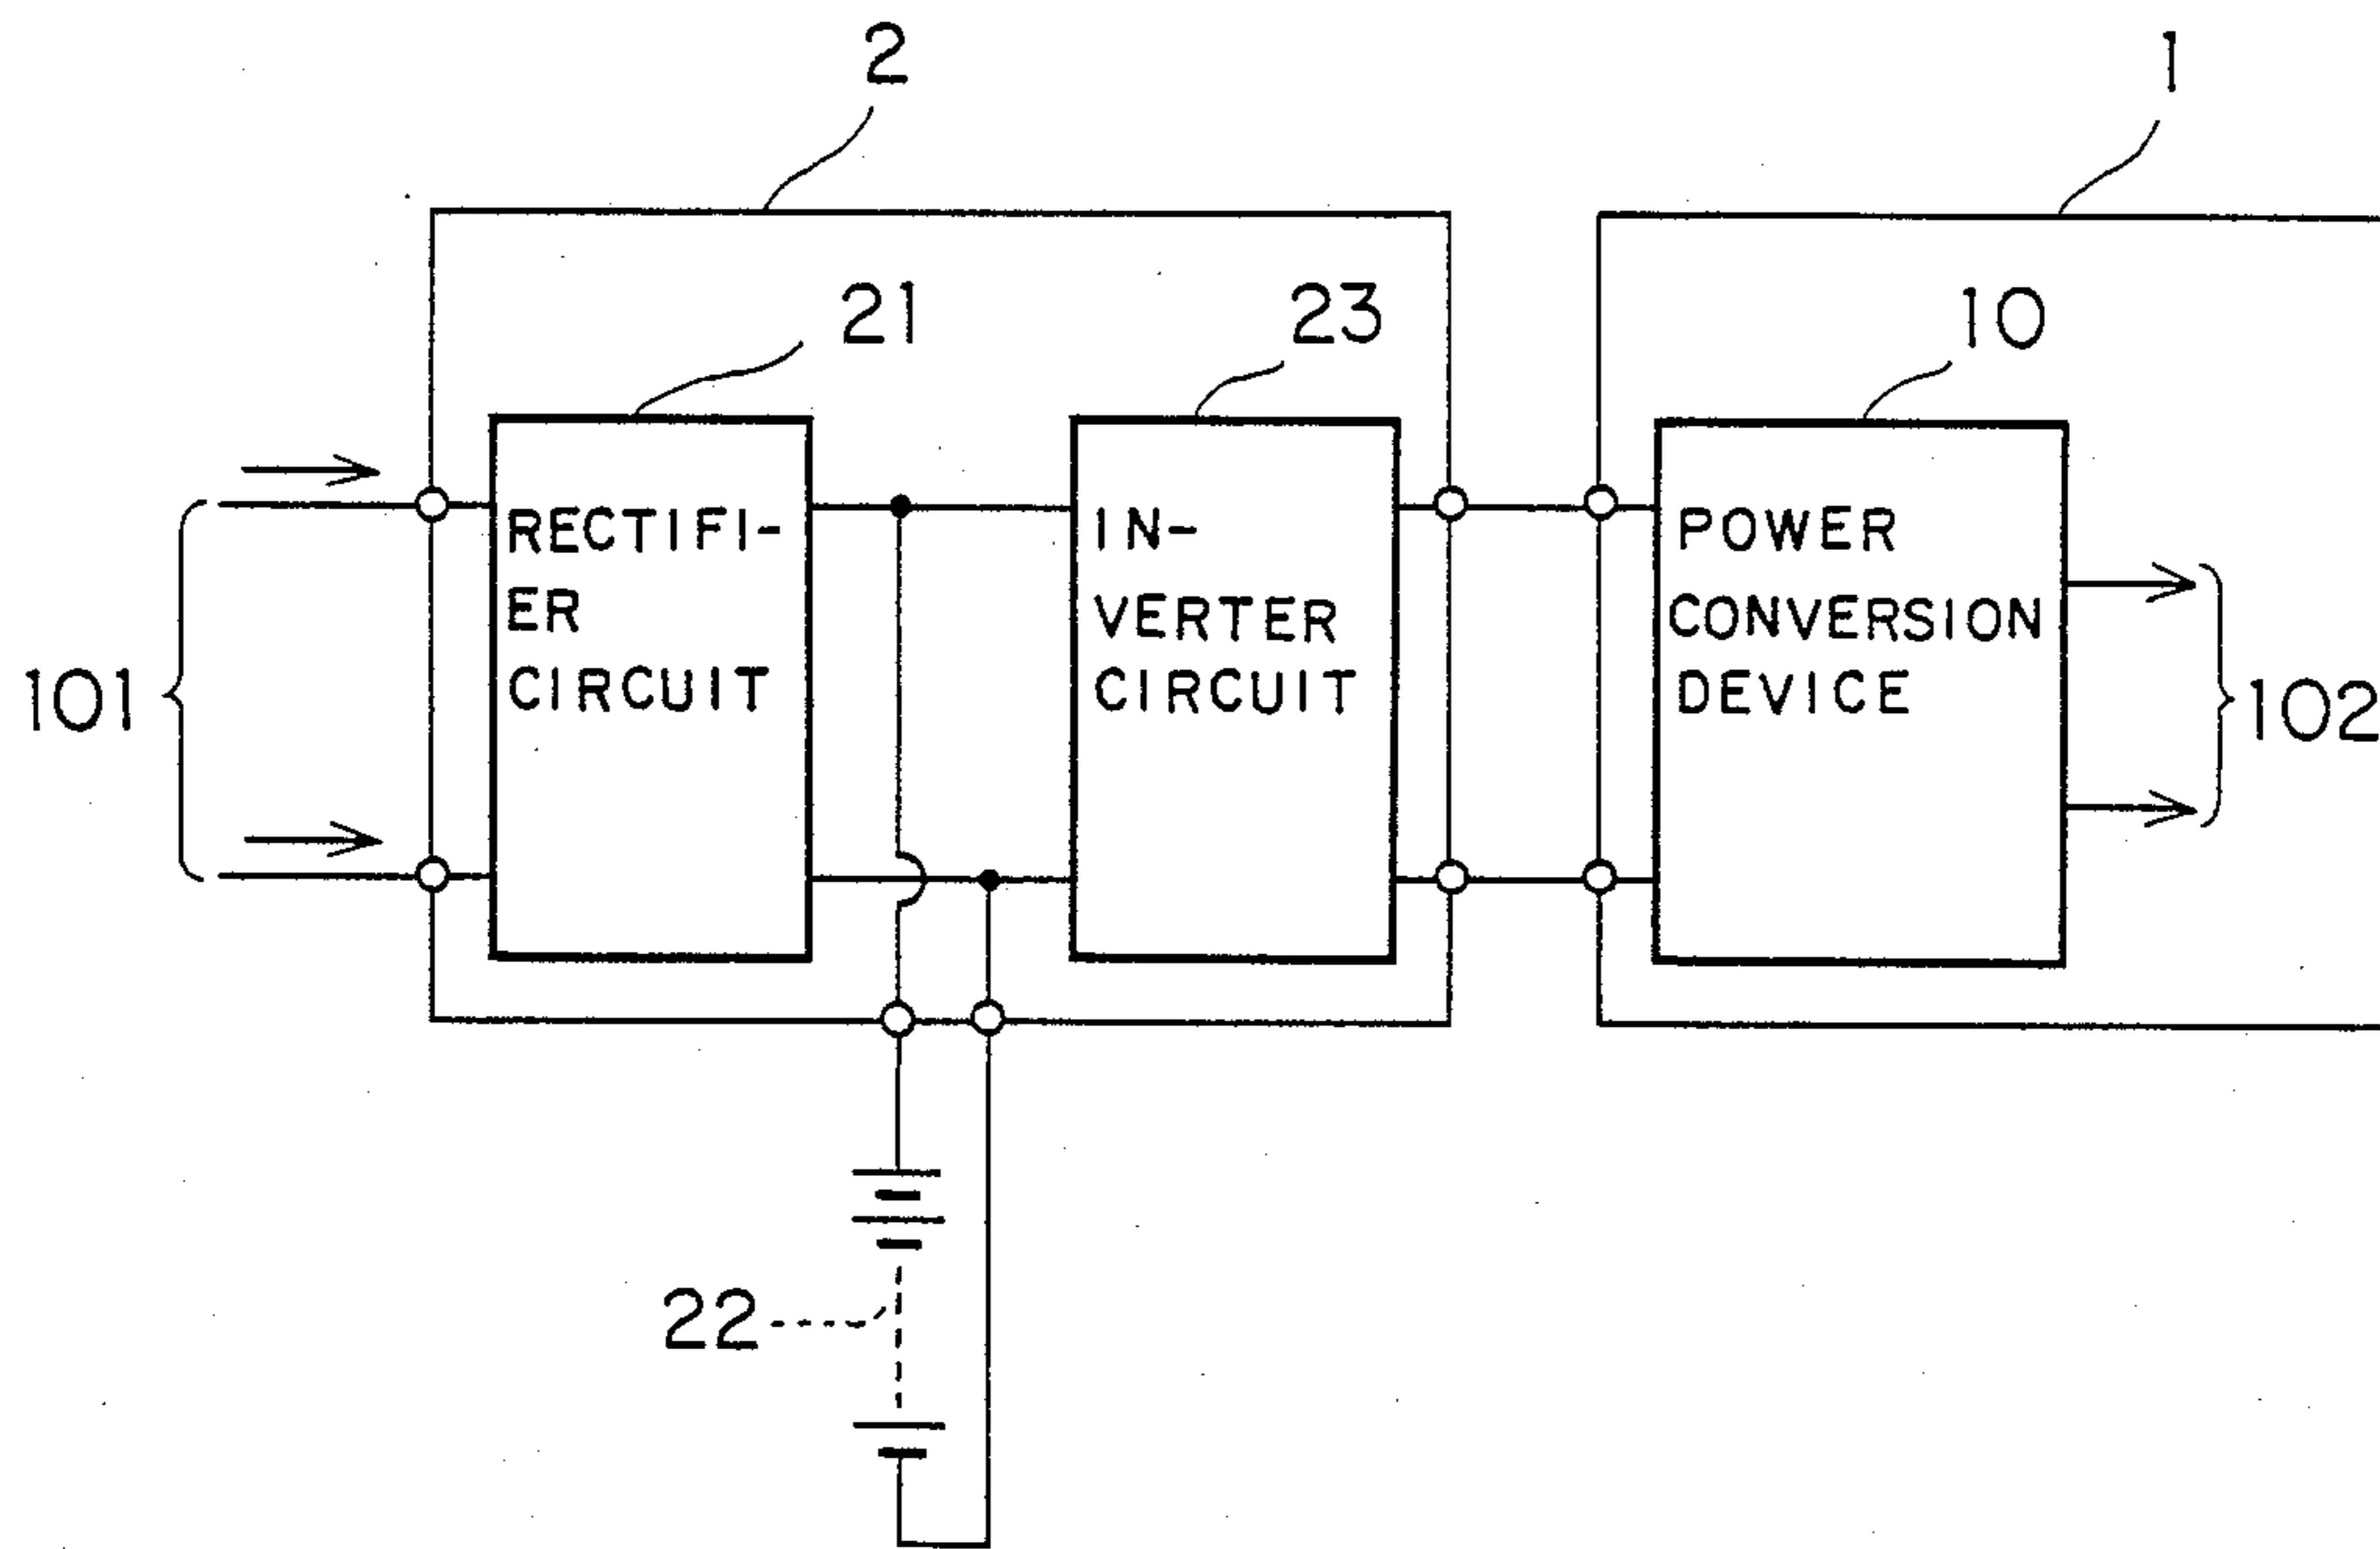 2
1
21
23
10
RECTIFI-
ER
CIRCUIT
IN-
VERTER
CIRCUIT
POWER
CONVERSION
DEVICE
101
102
22